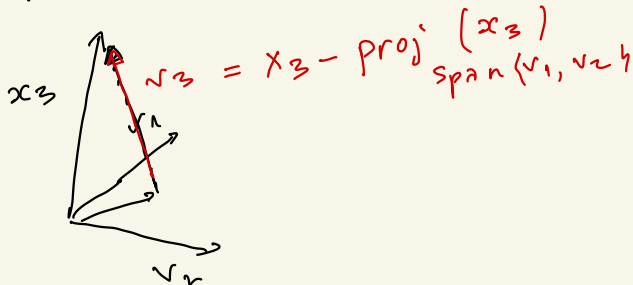 v3 = x3 - proj (x3)
span {v1, v2}
x3
v1
v2